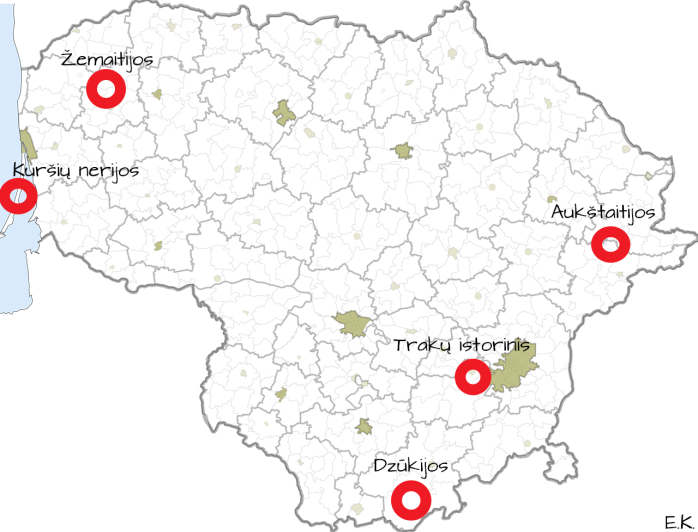 Žemaitijos
Kuršių nerijos
Aukštaitijos
Trakų istorinis
Dzūkijos
E.K.